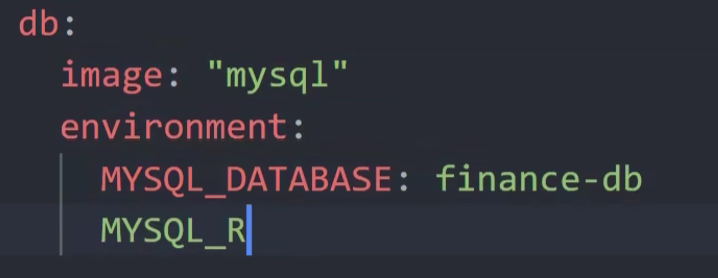 db:
image: "mysql"
environment:
MYSQL_DATABASE: finance-db
MYSQL_R